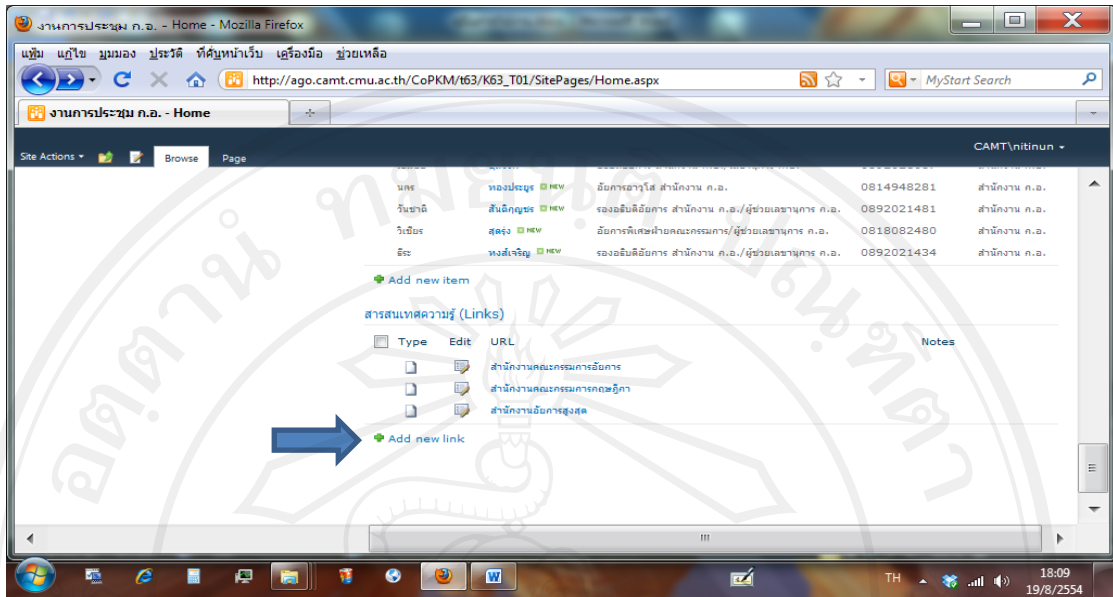 งานการประชุม ก.อ. - Home - Mozilla Firefox
แฟ้ม แก้ไข มุมมอง ประวัติ ที่คั่นหน้าเว็บ เครื่องมือ ช่วยเหลือ
http://ago.camt.cmu.ac.th/CoPKM/t63/K63_T01/SitePages/Home.aspx MyStart Search
งานการประชุม ก.อ. - Home
CAMT\nitinun
Site Actions Browse Page
นคร ทองประยูร NEW อัยการอาวุโส สำนักงาน ก.อ. 0814948281 สำนักงาน ก.อ.
วันชาติ สันติกุญชร NEW รองอธิบดีอัยการ สำนักงาน ก.อ./ผู้ช่วยเลขานุการ ก.อ. 0892021481 สำนักงาน ก.อ.
วิเชียร สุดรุ่ง NEW อัยการพิเศษฝ่ายคณะกรรมการ/ผู้ช่วยเลขานุการ ก.อ. 0818082480 สำนักงาน ก.อ.
ธีระ หงส์เจริญ NEW รองอธิบดีอัยการ สำนักงาน ก.อ./ผู้ช่วยเลขานุการ ก.อ. 0892021434 สำนักงาน ก.อ.
Add new item
สารสนเทศความรู้ (Links)
Type Edit URL Notes
สำนักงานคณะกรรมการอัยการ
สำนักงานคณะกรรมการกฤษฎีกา
สำนักงานอัยการสูงสุด
Add new link
TH 18:09
19/8/2554